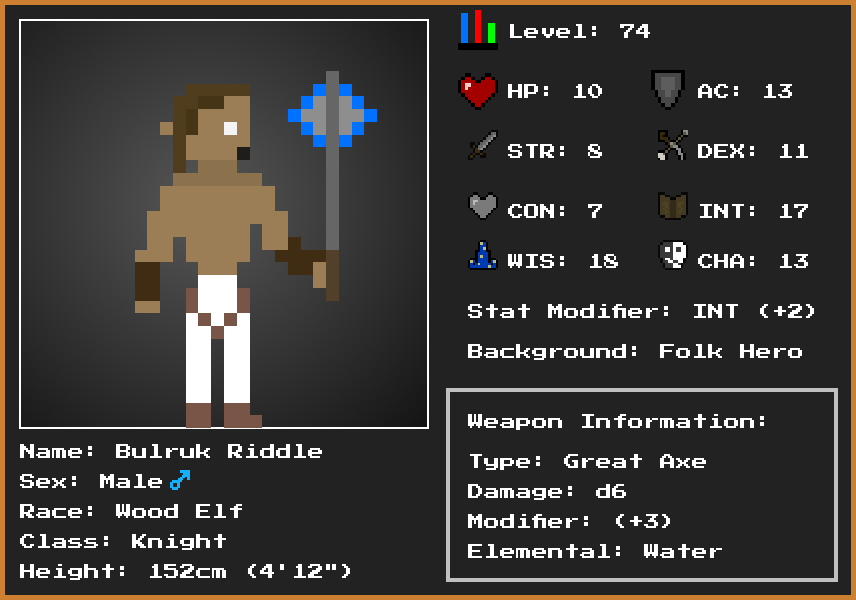 Level: 74
HP: 10 AC: 13
STR: 8 DEX: 11
CON: 7 INT: 17
WIS: 18 CHA: 13
Stat Modifier: INT (+2)
Background: Folk Hero
Weapon Information:
Type: Great Axe
Damage: d6
Modifier: (+3)
Elemental: Water
Name: Bulruk Riddle
Sex: Male♂
Race: Wood Elf
Class: Knight
Height: 152cm (4'12")